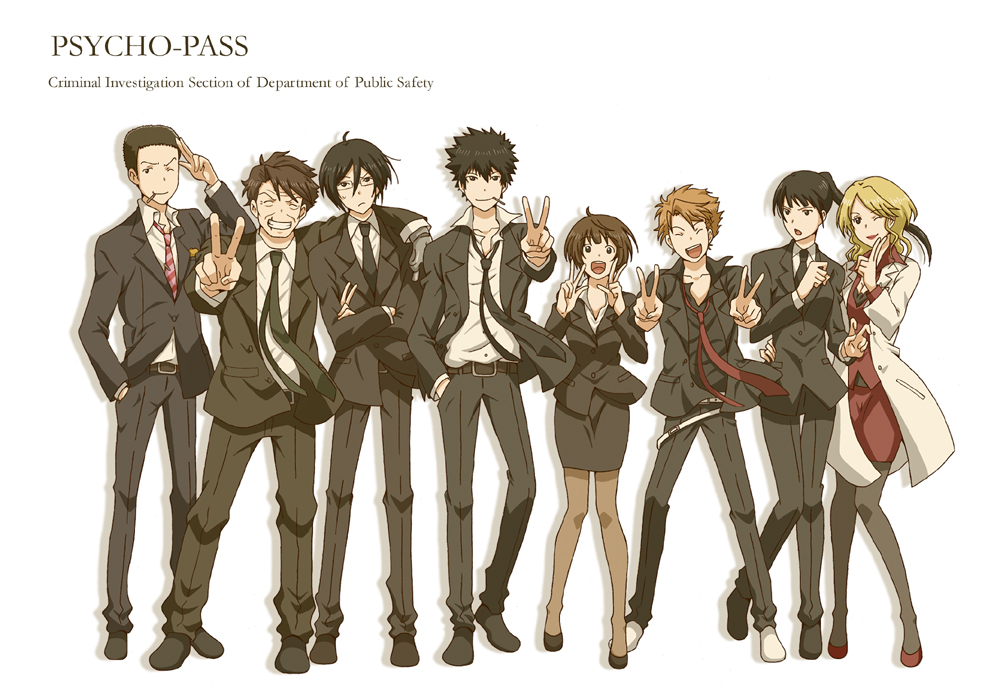 PSYCHO-PASS
Criminal Investigation Section of Department of Public Safety